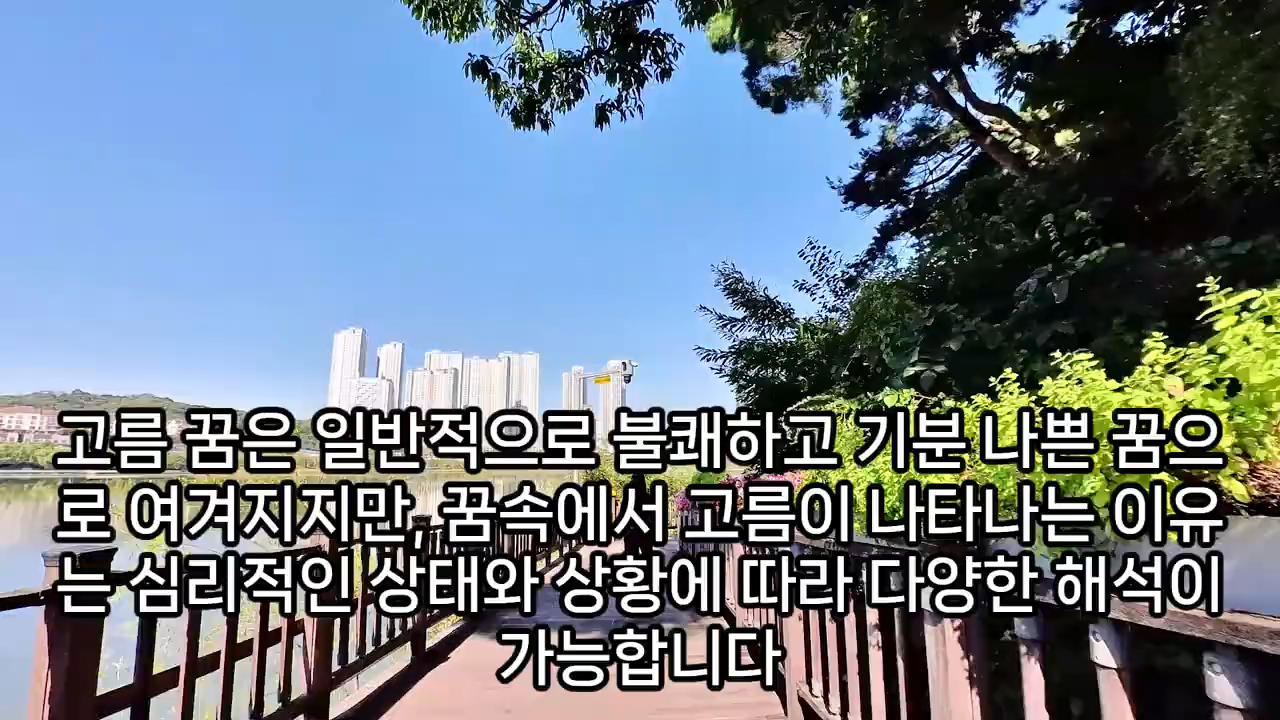 고름 꿈은 일반적으로 불쾌하고 기분 나쁜 꿈으
로 여겨지지만, 꿈속에서 고름이 나타나는 이유
는 심리적인 상태와 상황에 따라 다양한 해석이
가능합니다